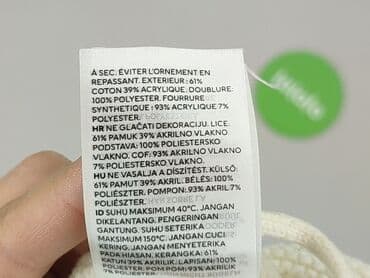 À SEC. ÉVITER L'ORNEMENT EN
REPASSANT. EXTERIEUR : 61%
COTON 39% ACRYLIQUE. DOUBLURE:
100% POLYESTER. FOURRURE
SYNTHÉTIQUE : 93% ACRYLIQUE 7%
POLYESTER.
HR NE GLAČATI DEKORACIJU. LICE:
61% PAMUK 39% AKRILNO VLAKNO.
PODSTAVA: 100% POLIESTERSKO
VLAKNO. COF: 93% AKRILNO VLAKNO
7% POLIESTERSKO VLAKNO.
HU NE VASALJA A DÍSZÍTÉST. KÜLSŐ:
61% PAMUT 39% AKRIL. BÉLÉS: 100%
POLIÉSZTER. POMPON: 93% AKRIL 7%
POLIÉSZTER.
ID SUHU MAKSIMUM 40°C. JANGAN
DIKELANTANG. PENGERINGAN
GANTUNG. SUHU SETERIKA
MAKSIMUM 150°C. JANGAN CUCI
KERING. JANGAN MENYETERIKA
PADA HIASAN. KERANGKA: 61%
KATUN 39% AKRILIK. LAPISAN: 100%
POLIESTER. POM POM: 93% AKRILIK
7% POLIESTER.